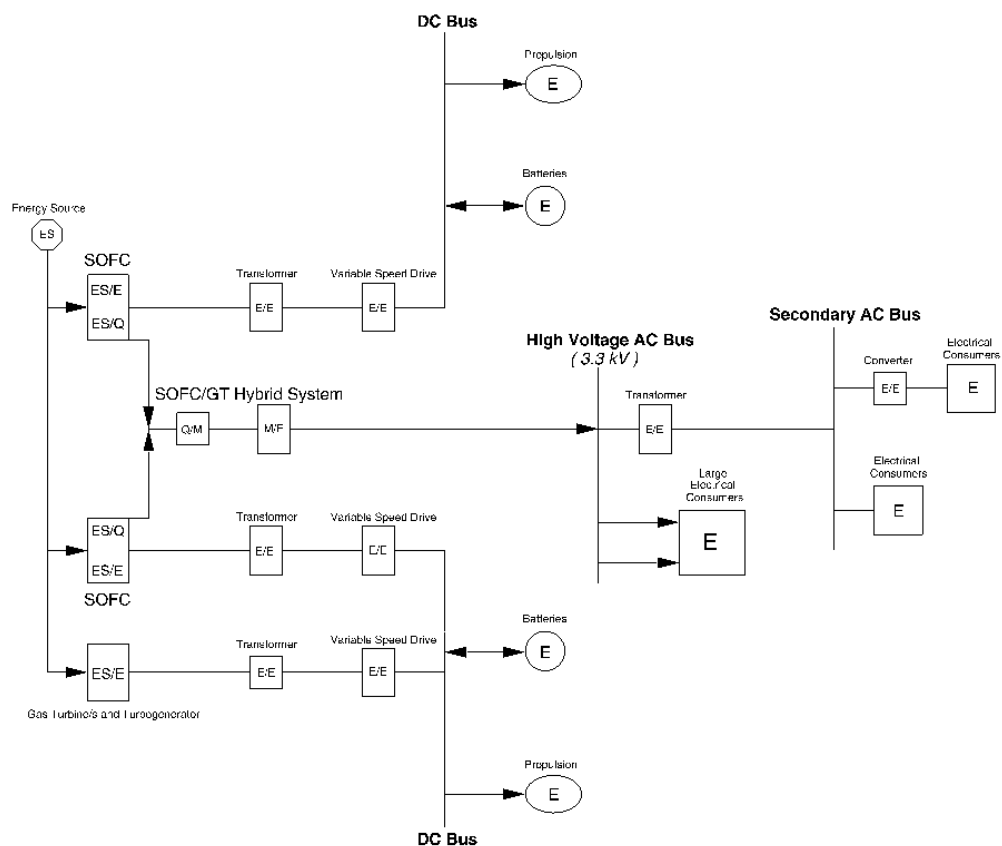 DC Bus
Propulsion
E
Batteries
E
Energy Source
ES
SOFC
ES/E
ES/Q
Transformer
E/E
Variable Speed Drive
E/E
High Voltage AC Bus
( 3.3 kV )
Secondary AC Bus
Electrical
Consumers
E
Converter
E/E
SOFC/GT Hybrid System
Q/M
M/E
Transformer
E/E
Large
Electrical
Consumers
E
Electrical
Consumers
E
ES/Q
ES/E
SOFC
Transformer
E/E
Variable Speed Drive
E/E
Batteries
E
ES/E
Gas Turbine/s and Turbogenerator
Transformer
E/E
Variable Speed Drive
E/E
Propulsion
E
DC Bus